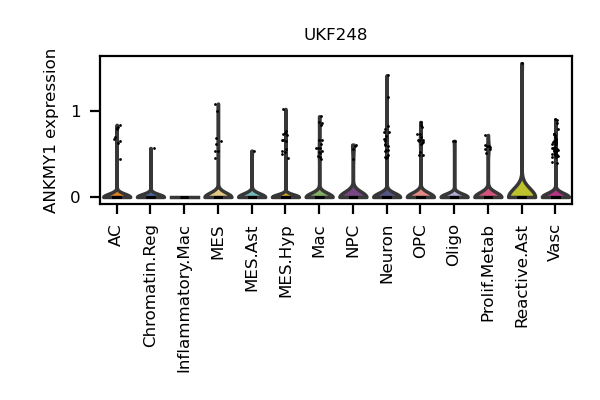 UKF248
ANKMY1 expression
1
0
AC
Chromatin.Reg
Inflammatory.Mac
MES
MES.Ast
MES.Hyp
Mac
NPC
Neuron
OPC
Oligo
Prolif.Metab
Reactive.Ast
Vasc